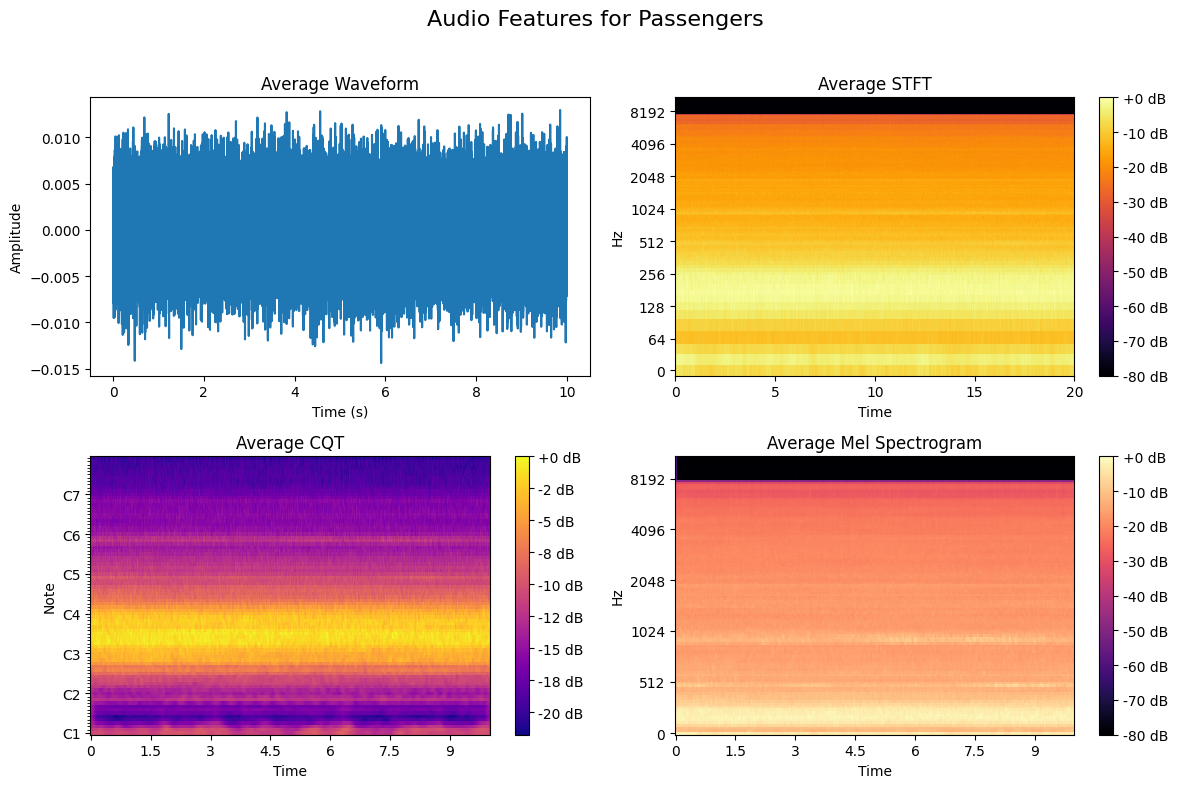 Audio Features for Passengers
Average Waveform
0.010
0.005
0.000
−0.005
−0.010
−0.015
Amplitude
0 2 4 6 8 10
Time (s)
Average STFT
8192
4096
2048
1024
512
256
128
64
0
Hz
0 5 10 15 20
Time
+0 dB
-10 dB
-20 dB
-30 dB
-40 dB
-50 dB
-60 dB
-70 dB
-80 dB
Average CQT
C7
C6
C5
C4
C3
C2
C1
Note
0 1.5 3 4.5 6 7.5 9
Time
+0 dB
-2 dB
-5 dB
-8 dB
-10 dB
-12 dB
-15 dB
-18 dB
-20 dB
Average Mel Spectrogram
8192
4096
2048
1024
512
0
Hz
0 1.5 3 4.5 6 7.5 9
Time
+0 dB
-10 dB
-20 dB
-30 dB
-40 dB
-50 dB
-60 dB
-70 dB
-80 dB